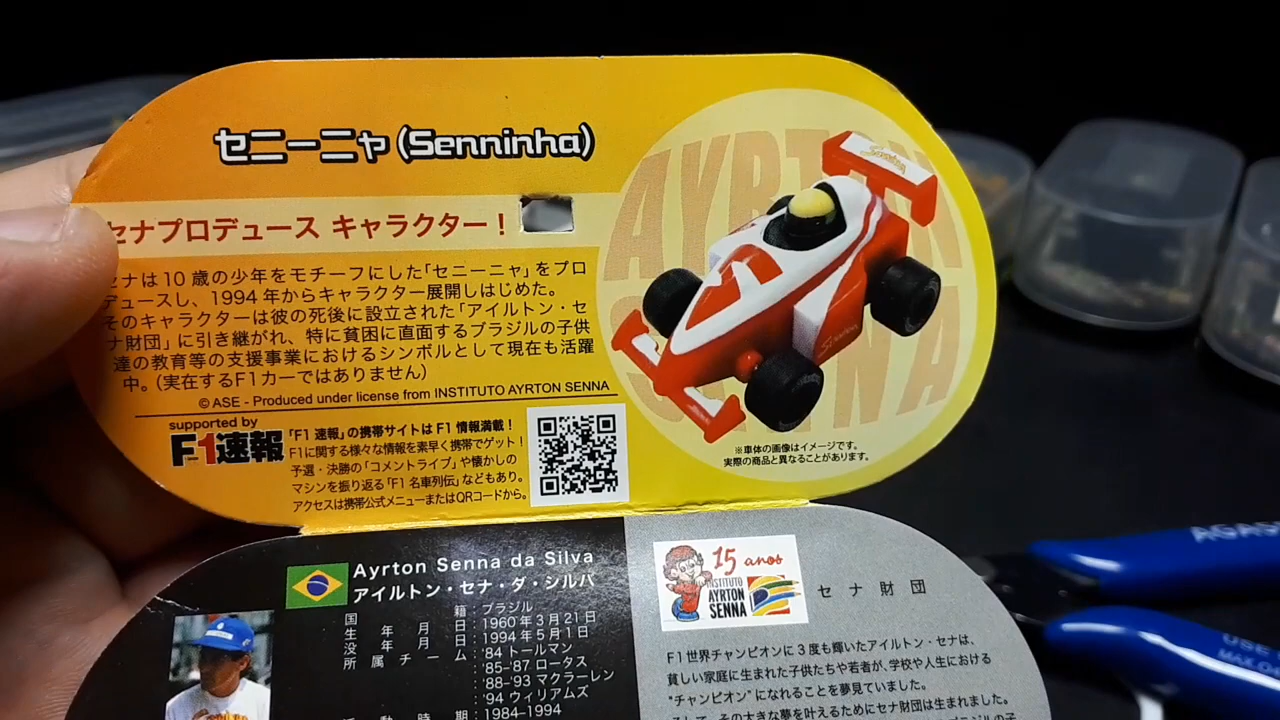 セニーニャ(Senninha)
セナプロデュース キャラクター!
セナは10歳の少年をモチーフにした「セニーニャ」をプロ
デュースし、1994年からキャラクター展開しはじめた。
そのキャラクターは彼の死後に設立された「アイルトン・セ
ナ財団」に引き継がれ、特に貧困に直面するブラジルの子供
達の教育等の支援事業におけるシンボルとして現在も活躍
中。(実在するF1カーではありません)
© ASE - Produced under license from INSTITUTO AYRTON SENNA
supported by
F1速報
「F1 速報」の携帯サイトは F1 情報満載!
F1に関する様々な情報を素早く携帯でゲット!
予選・決勝の「コメントライブ」や懐かしの
マシンを振り返る「F1 名車列伝」などもあり。
アクセスは携帯公式メニューまたはQRコードから。
AYRTON
SENNA
Senninha
※車体の画像はイメージです。
実際の商品と異なることがあります。
Ayrton Senna da Silva
アイルトン・セナ・ダ・シルバ
国籍:ブラジル
生年月日:1960年3月21日
没年月日:1994年5月1日
所属チーム:'84 トールマン
'85-'87 ロータス
'88-'93 マクラーレン
'94 ウィリアムズ
活動時期:1984-1994
15 anos
INSTITUTO
AYRTON
SENNA
セナ財団
F1世界チャンピオンに3度も輝いたアイルトン・セナは、
貧しい家庭に生まれた子供たちや若者が、学校や人生における
"チャンピオン"になれることを夢見ていました。
そして、その大きな夢を叶えるためにセナ財団は生まれました。